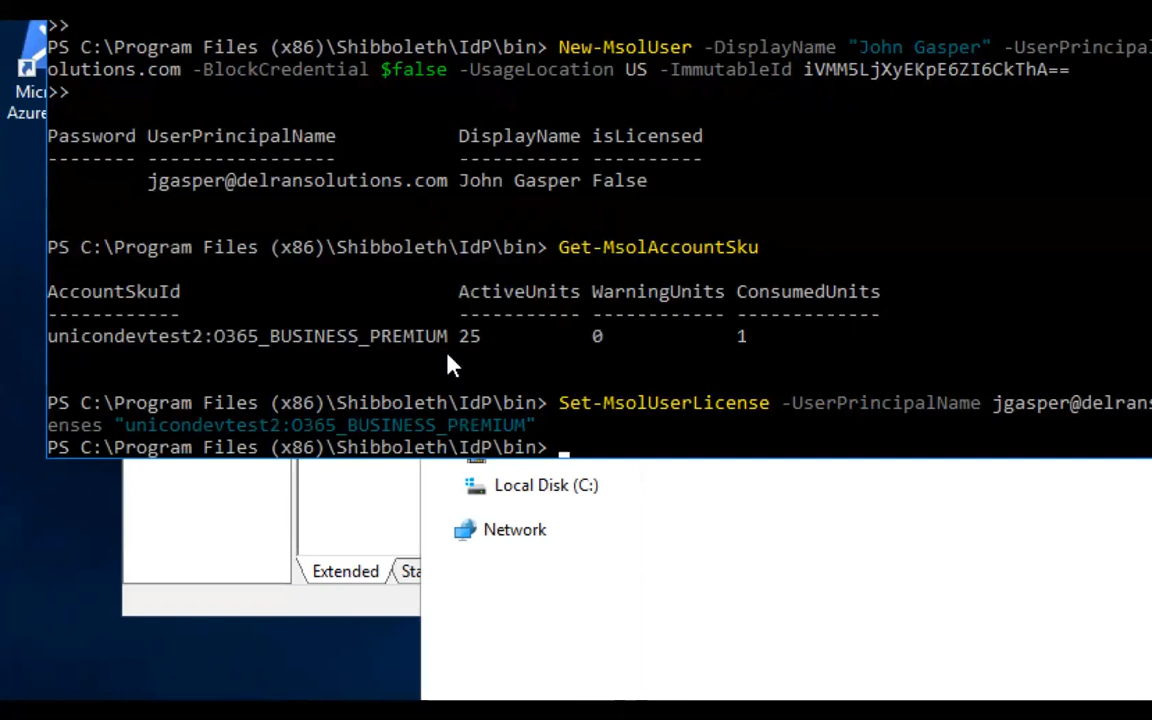 >>
PS C:\Program Files (x86)\Shibboleth\IdP\bin> New-MsolUser -DisplayName "John Gasper" -UserPrincipal
olutions.com -BlockCredential $false -UsageLocation US -ImmutableId iVMM5LjXyEKpE6ZI6CkThA==
>>
Mic
Azure
Password UserPrincipalName DisplayName isLicensed
-------- ----------------- ----------- ----------
jgasper@delransolutions.com John Gasper False
PS C:\Program Files (x86)\Shibboleth\IdP\bin> Get-MsolAccountSku
AccountSkuId ActiveUnits WarningUnits ConsumedUnits
------------ ----------- ------------ -------------
unicondevtest2:O365_BUSINESS_PREMIUM 25 0 1
PS C:\Program Files (x86)\Shibboleth\IdP\bin> Set-MsolUserLicense -UserPrincipalName jgasper@delrans
enses "unicondevtest2:O365_BUSINESS_PREMIUM"
PS C:\Program Files (x86)\Shibboleth\IdP\bin>
Local Disk (C:)
Network
Extended Sta